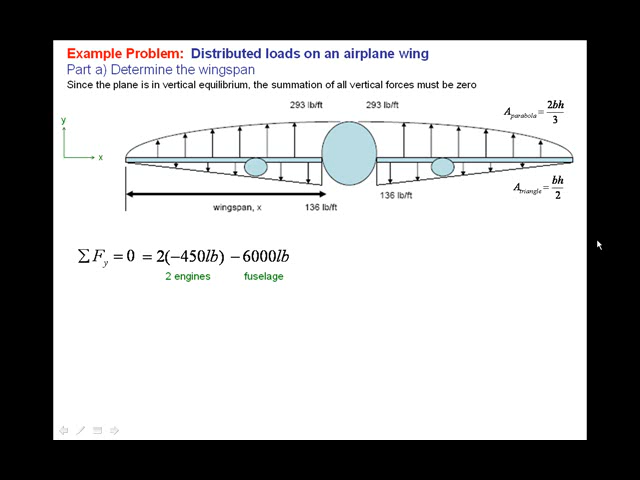 Example Problem: Distributed loads on an airplane wing
Part a) Determine the wingspan
Since the plane is in vertical equilibrium, the summation of all vertical forces must be zero
y
x
293 lb/ft
293 lb/ft
A_parabola = 2bh/3
A_triangle = bh/2
136 lb/ft
wingspan, x
136 lb/ft
∑ F_y = 0 = 2(−450lb) − 6000lb
2 engines
fuselage